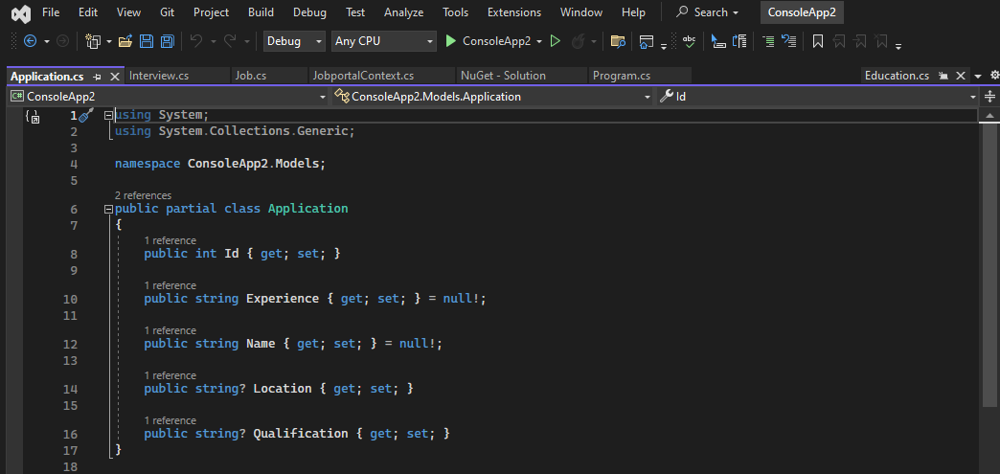 File Edit View Git Project Build Debug Test Analyze Tools Extensions Window Help Search ConsoleApp2
Debug Any CPU ConsoleApp2
Application.cs Interview.cs Job.cs JobportalContext.cs NuGet - Solution Program.cs Education.cs
C# ConsoleApp2 ConsoleApp2.Models.Application Id
1 using System;
2 using System.Collections.Generic;
3
4 namespace ConsoleApp2.Models;
5
2 references
6 public partial class Application
7 {
1 reference
8 public int Id { get; set; }
9
1 reference
10 public string Experience { get; set; } = null!;
11
1 reference
12 public string Name { get; set; } = null!;
13
1 reference
14 public string? Location { get; set; }
15
1 reference
16 public string? Qualification { get; set; }
17 }
18